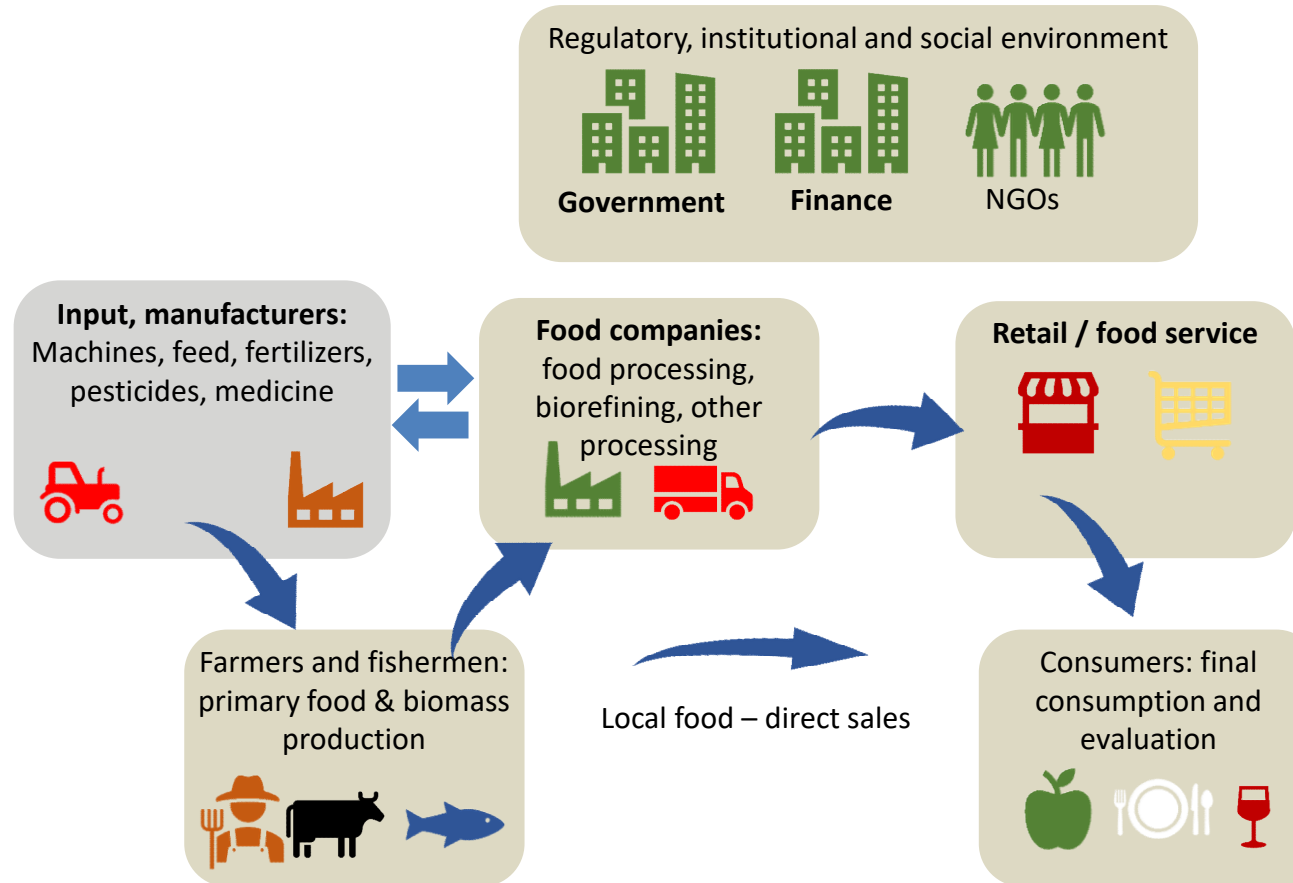 Regulatory, institutional and social environment
Government
Finance
NGOs
Input, manufacturers:
Machines, feed, fertilizers,
pesticides, medicine
Food companies:
food processing,
biorefining, other
processing
Retail / food service
Farmers and fishermen:
primary food & biomass
production
Local food – direct sales
Consumers: final
consumption and
evaluation